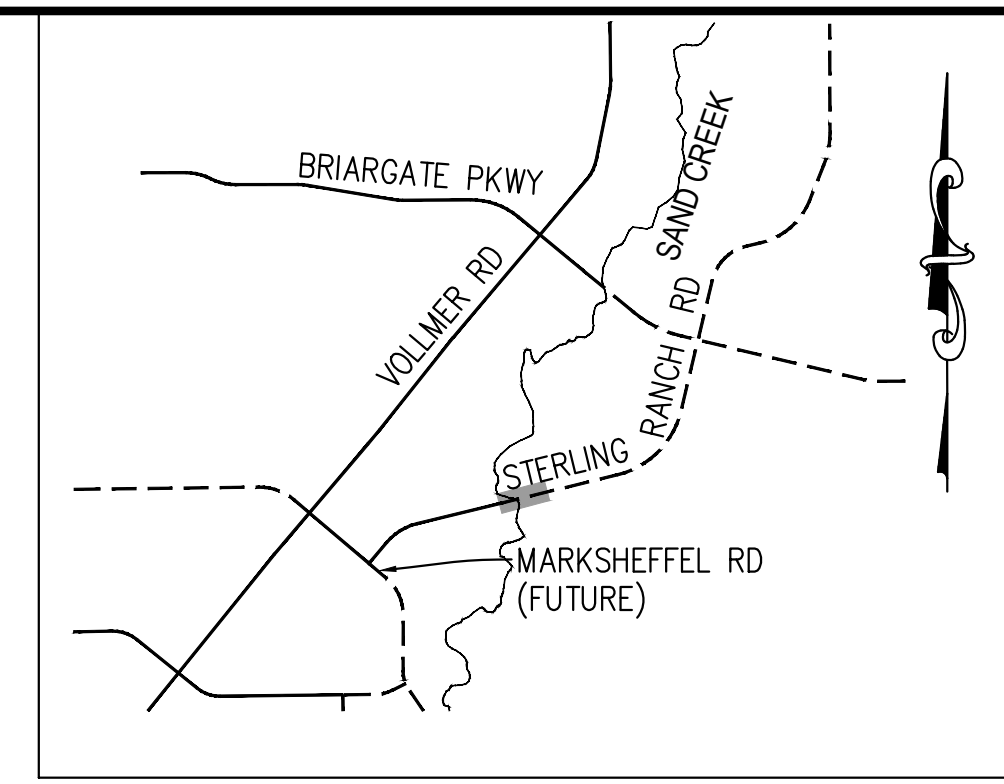 BRIARGATE PKWY
SAND CREEK
VOLLMER RD
STERLING RANCH RD
MARKSHEFFEL RD
(FUTURE)